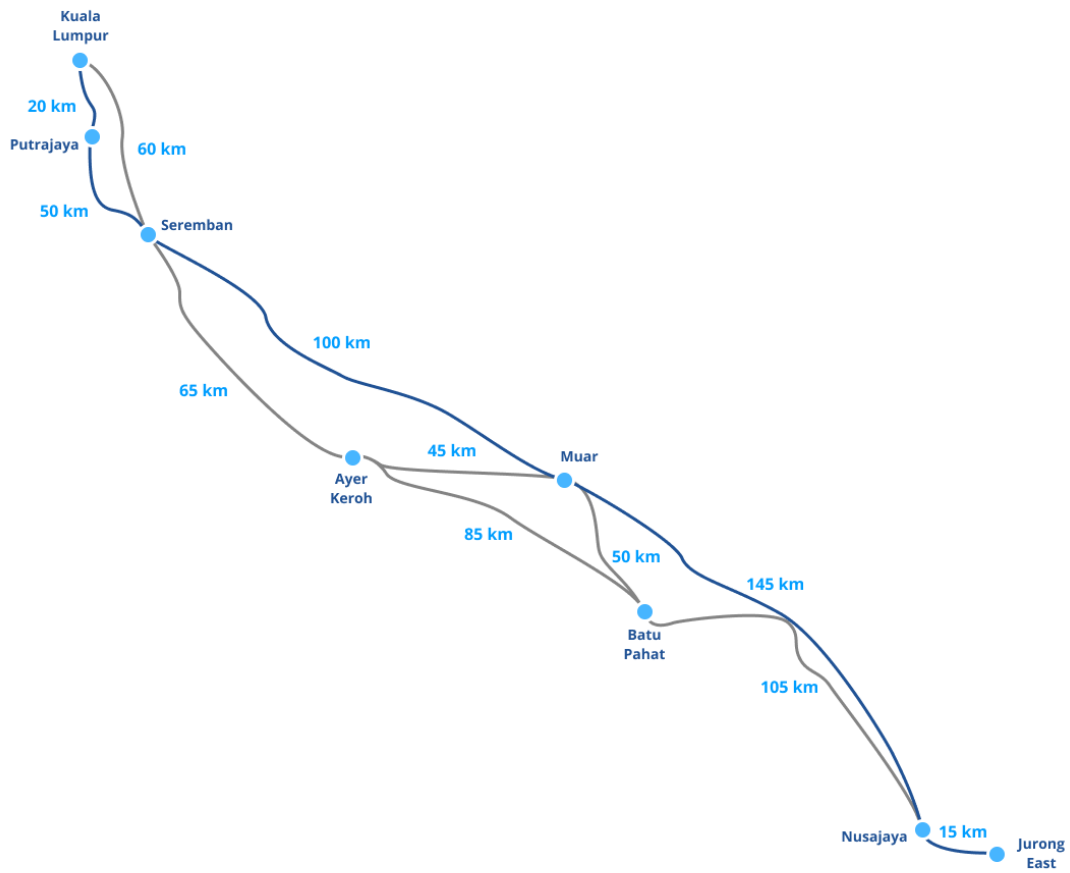 Kuala
Lumpur
20 km
Putrajaya
60 km
50 km
Seremban
100 km
65 km
45 km
Muar
Ayer
Keroh
85 km
50 km
145 km
Batu
Pahat
105 km
Nusajaya
15 km
Jurong
East